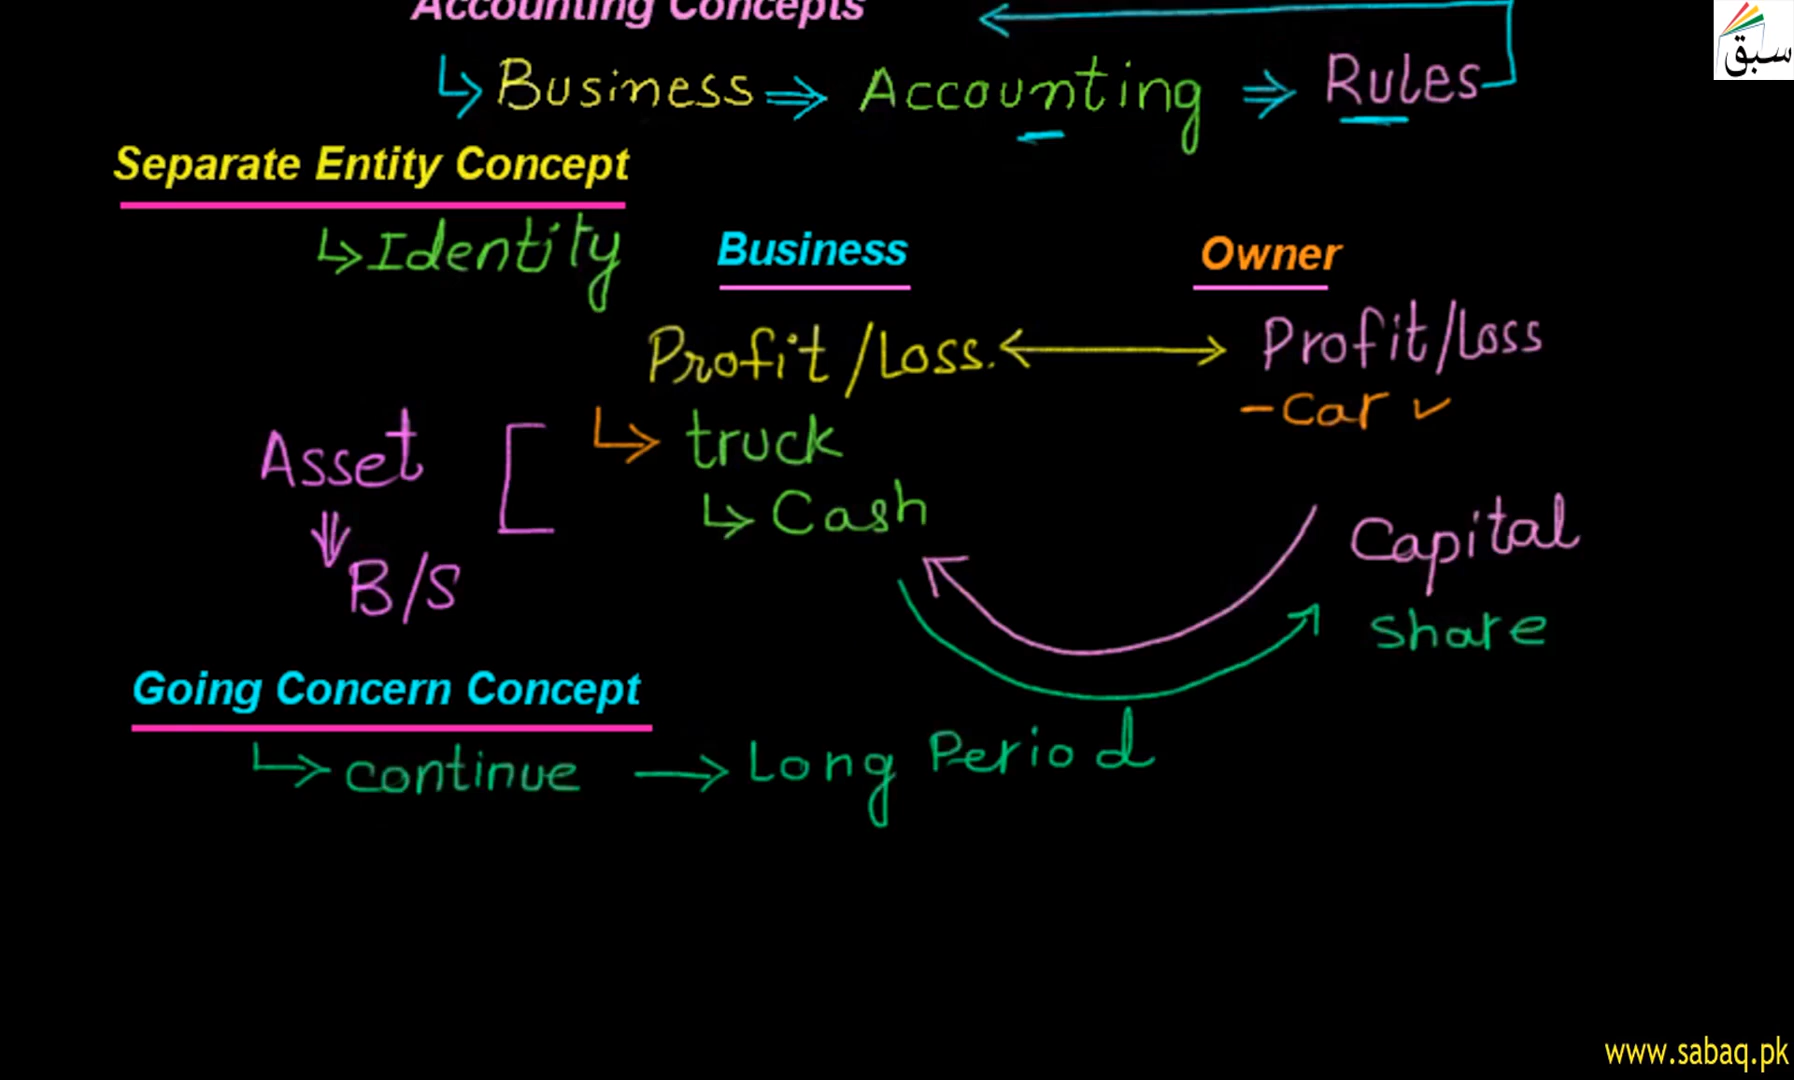 Accounting Concepts
سبق
↳ Business ⇒ Accounting ⇒ Rules
Separate Entity Concept
↳ Identity
Business
Owner
Profit / Loss. ↔ Profit / Loss
- Car ✓
Asset [ ↳ truck
↳ Cash
Capital
⇓ B/S
Share
Going Concern Concept
↳ continue → Long Period
www.sabaq.pk